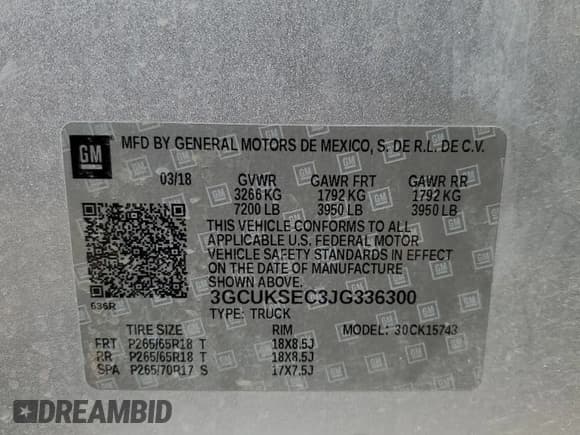 GM
MFD BY GENERAL MOTORS DE MEXICO, S. DE R.L. DE C.V.
03/18 GVWR GAWR FRT GAWR RR
3266 KG 1792 KG 1792 KG
7200 LB 3950 LB 3950 LB
THIS VEHICLE CONFORMS TO ALL
APPLICABLE U.S. FEDERAL MOTOR
VEHICLE SAFETY STANDARDS IN EFFECT
ON THE DATE OF MANUFACTURE
SHOWN ABOVE.
3GCUKSEC3JG336300
636R
TYPE: TRUCK
TIRE SIZE RIM MODEL: 30CK15743
FRT P265/65R18 T 18X8.5J
RR P265/65R18 T 18X8.5J
SPA P265/70R17 S 17X7.5J
DREAMBID